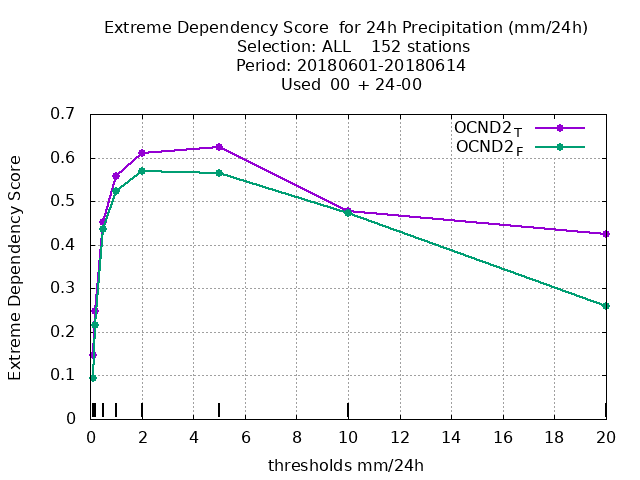 Extreme Dependency Score  for 24h Precipitation (mm/24h)
Selection: ALL    152 stations
Period: 20180601-20180614
Used  00 + 24-00
OCND2T
OCND2F
Extreme Dependency Score
0.7
0.6
0.5
0.4
0.3
0.2
0.1
0
0 2 4 6 8 10 12 14 16 18 20
thresholds mm/24h